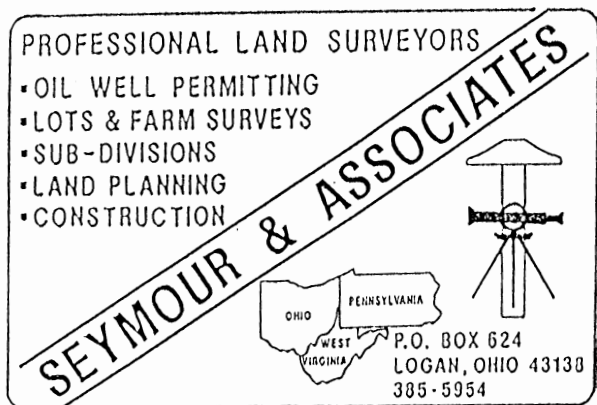 PROFESSIONAL LAND SURVEYORS
▪OIL WELL PERMITTING
▪LOTS & FARM SURVEYS
▪SUB-DIVISIONS
▪LAND PLANNING
▪CONSTRUCTION
SEYMOUR & ASSOCIATES
OHIO
PENNSYLVANIA
WEST
VIRGINIA
P.O. BOX 624
LOGAN, OHIO 43138
385-5954